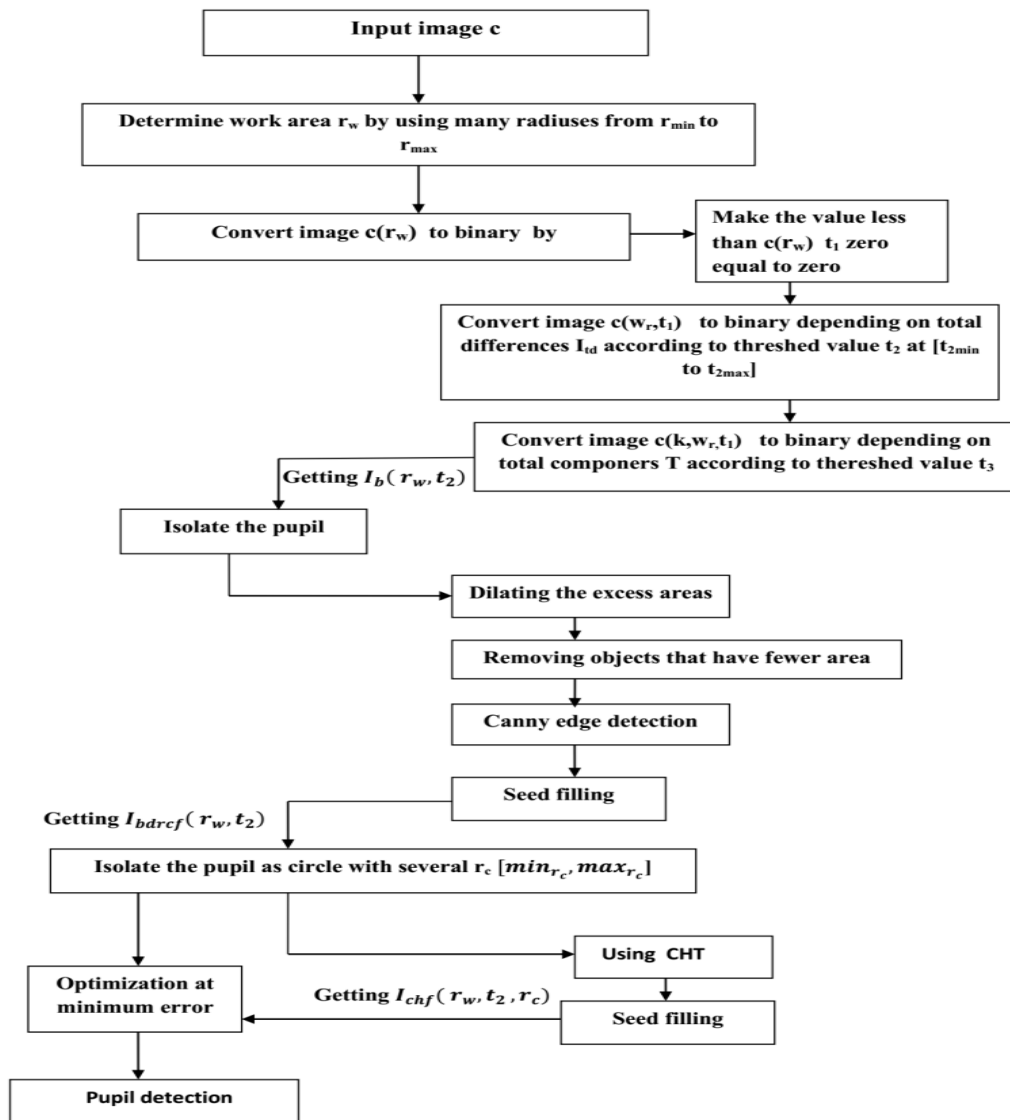 Input image c
Determine work area r_w by using many radiuses from r_min to
r_max
Convert image c(r_w) to binary by
Make the value less
than c(r_w) t_1 zero
equal to zero
Convert image c(w_r,t_1) to binary depending on total
differences I_td according to threshed value t_2 at [t_2min
to t_2max]
Convert image c(k,w_r,t_1) to binary depending on
total componers T according to thereshed value t_3
Getting I_b( r_w, t_2)
Isolate the pupil
Dilating the excess areas
Removing objects that have fewer area
Canny edge detection
Seed filling
Getting I_bdrcf( r_w, t_2)
Isolate the pupil as circle with several r_c [min_r_c, max_r_c]
Using CHT
Optimization at
minimum error
Getting I_chf( r_w, t_2 , r_c)
Seed filling
Pupil detection